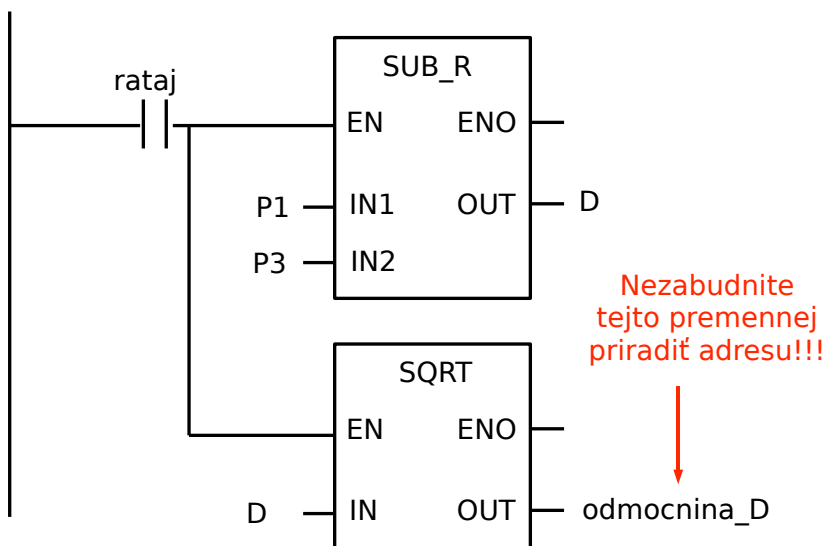 SUB_R
rataj
EN ENO
P1 IN1 OUT D
P3 IN2
Nezabudnite
tejto premennej
priradiť adresu!!!
SQRT
EN ENO
D IN OUT odmocnina_D